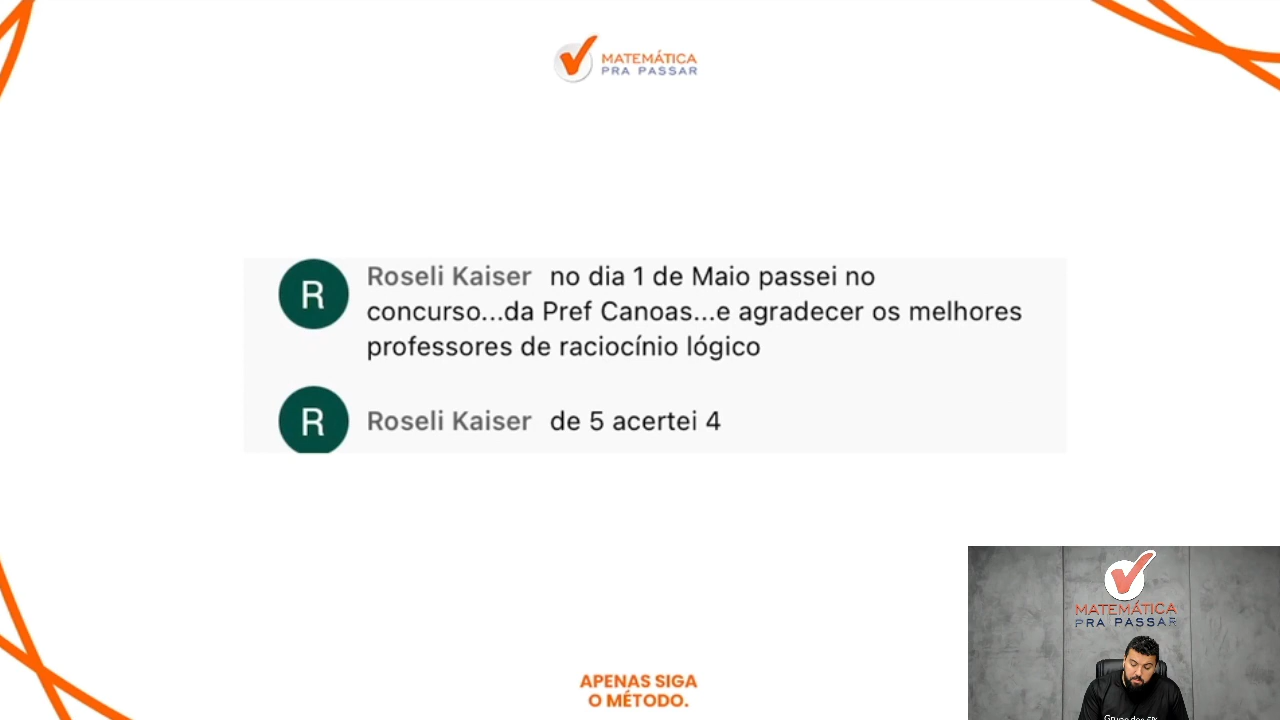 MATEMÁTICA
PRA PASSAR
R
Roseli Kaiser no dia 1 de Maio passei no
concurso...da Pref Canoas...e agradecer os melhores
professores de raciocínio lógico
R
Roseli Kaiser de 5 acertei 4
MATEMÁTICA
PRA PASSAR
APENAS SIGA
O MÉTODO.